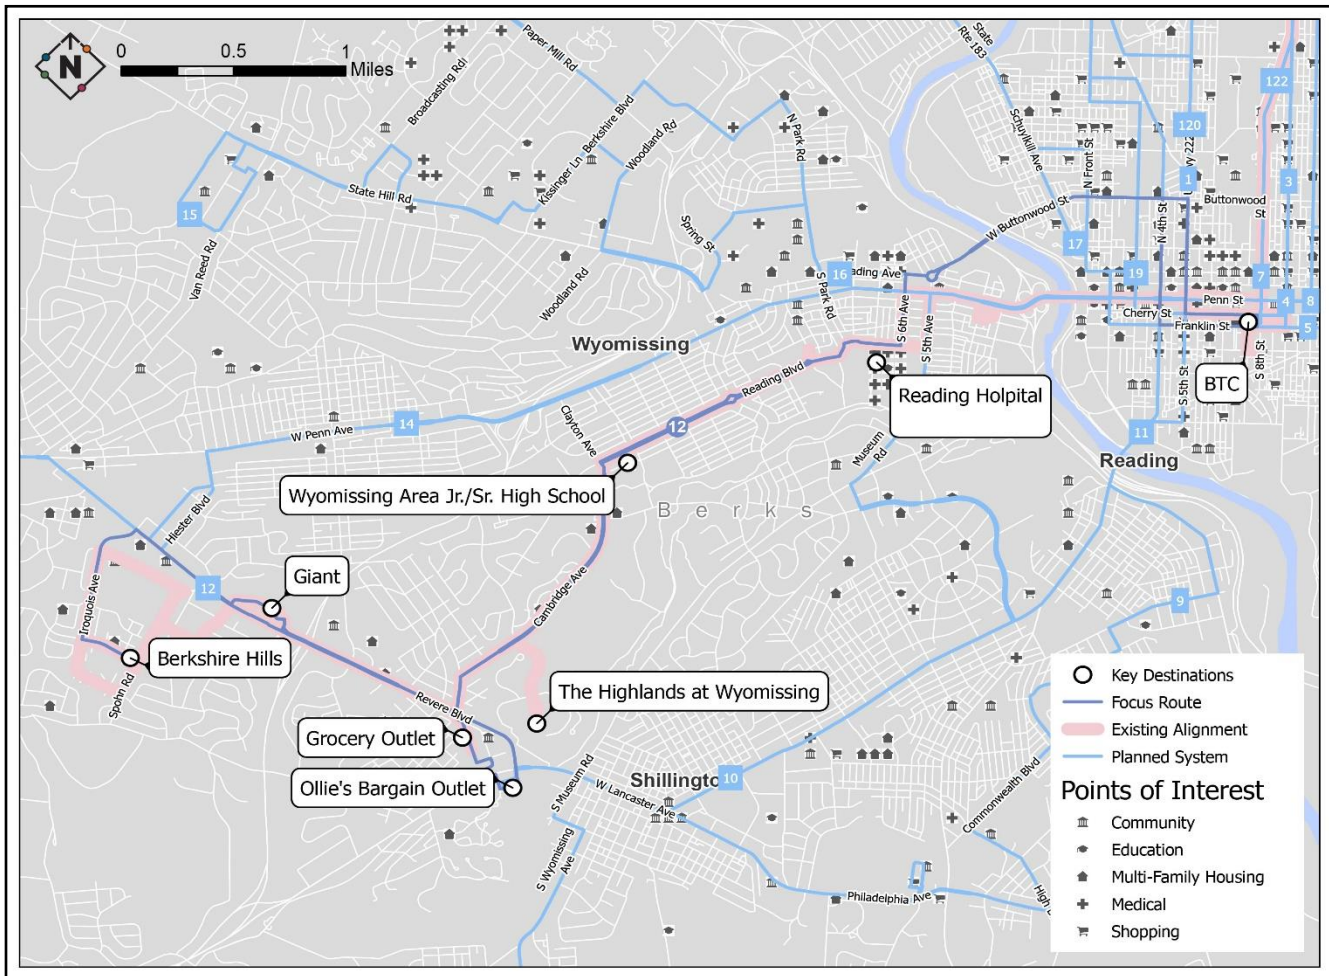 N
0 0.5 1
Miles
Paper Mill Rd
Broadcasting Rd
State
Rte 183
122
Berkshire Blvd
Woodland Rd
N Park Rd
Schuylkill Ave
N Front St
120
Kissinger Ln
State Hill Rd
1
3
15
Spring St
W Buttonwood St
Buttonwood
St
N 4th St
Van Reed Rd
17
19
7
16
Woodland Rd
S Park Rd
Penn St
4
8
Cherry St
Franklin St
5
S 6th Ave
S 5th Ave
Wyomissing
S 5th St
S 8th St
BTC
Reading Blvd
Reading Holpital
12
14
W Penn Ave
Clayton Ave
11
Museum
Rd
Reading
Wyomissing Area Jr./Sr. High School
Berks
Hiester Blvd
Giant
12
Iroquois Ave
Cambridge Ave
9
Berkshire Hills
Spohn Rd
The Highlands at Wyomissing
Revere Blvd
Grocery Outlet
Ollie's Bargain Outlet
S Museum Rd
10
W Lancaster Ave
Commonwealth Blvd
S Wyomissing
Ave
Philadelphia Ave
Key Destinations
Focus Route
Existing Alignment
Planned System
Points of Interest
Community
Education
Multi-Family Housing
Medical
Shopping